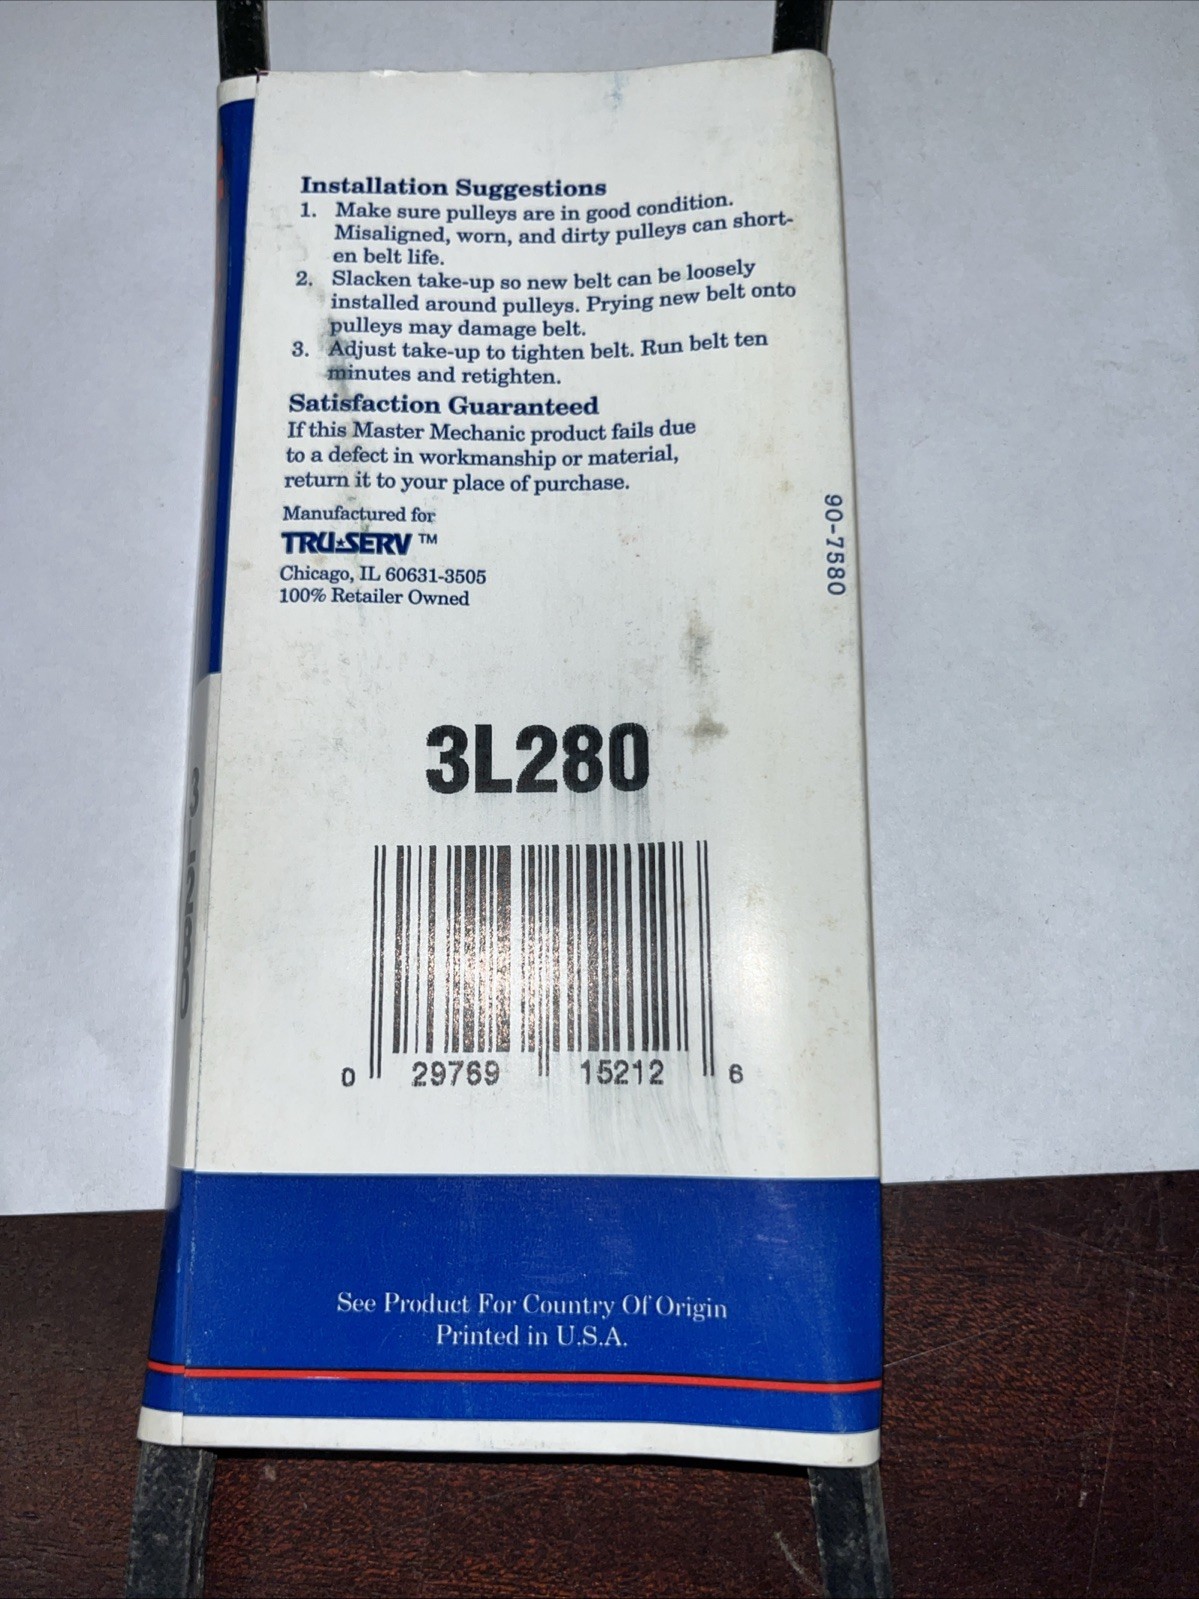 Installation Suggestions
1. Make sure pulleys are in good condition.
Misaligned, worn, and dirty pulleys can short-
en belt life.
2. Slacken take-up so new belt can be loosely
installed around pulleys. Prying new belt onto
pulleys may damage belt.
3. Adjust take-up to tighten belt. Run belt ten
minutes and retighten.
Satisfaction Guaranteed
If this Master Mechanic product fails due
to a defect in workmanship or material,
return it to your place of purchase.
Manufactured for
TRU★SERV ™
Chicago, IL 60631-3505
100% Retailer Owned
90-7580
3L280
3L280
0 29769 15212 6
See Product For Country Of Origin
Printed in U.S.A.